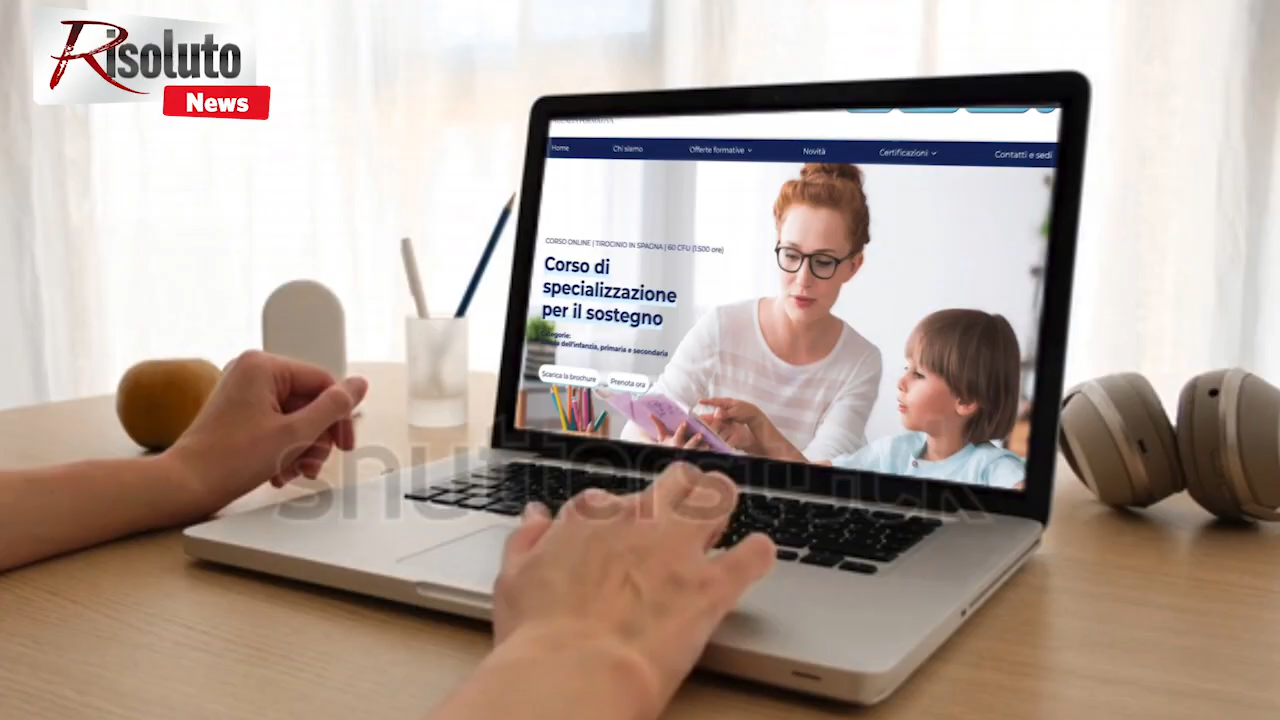 Risoluto
News
Home Chi siamo Offerte formative Novità Certificazioni Contatti e sedi
CORSO ONLINE | TIROCINIO IN SPAGNA | 60 CFU (1.500 ore)
Corso di
specializzazione
per il sostegno
dell'infanzia, primaria e secondaria
Scarica la brochure Prenota ora
shutterstock